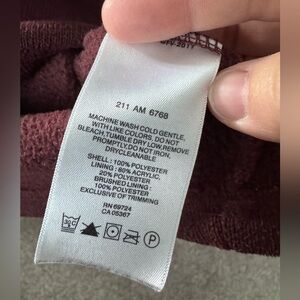 211 AM 6768
MACHINE WASH COLD GENTLE,
WITH LIKE COLORS. DO NOT
BLEACH,TUMBLE DRY LOW,REMOVE
PROMPTLY,DO NOT IRON,
DRYCLEANABLE
SHELL : 100% POLYESTER
LINING : 80% ACRYLIC,
20% POLYESTER
BRUSHED LINING :
100% POLYESTER
EXCLUSIVE OF TRIMMING
RN 69724
CA 05367
30C
P